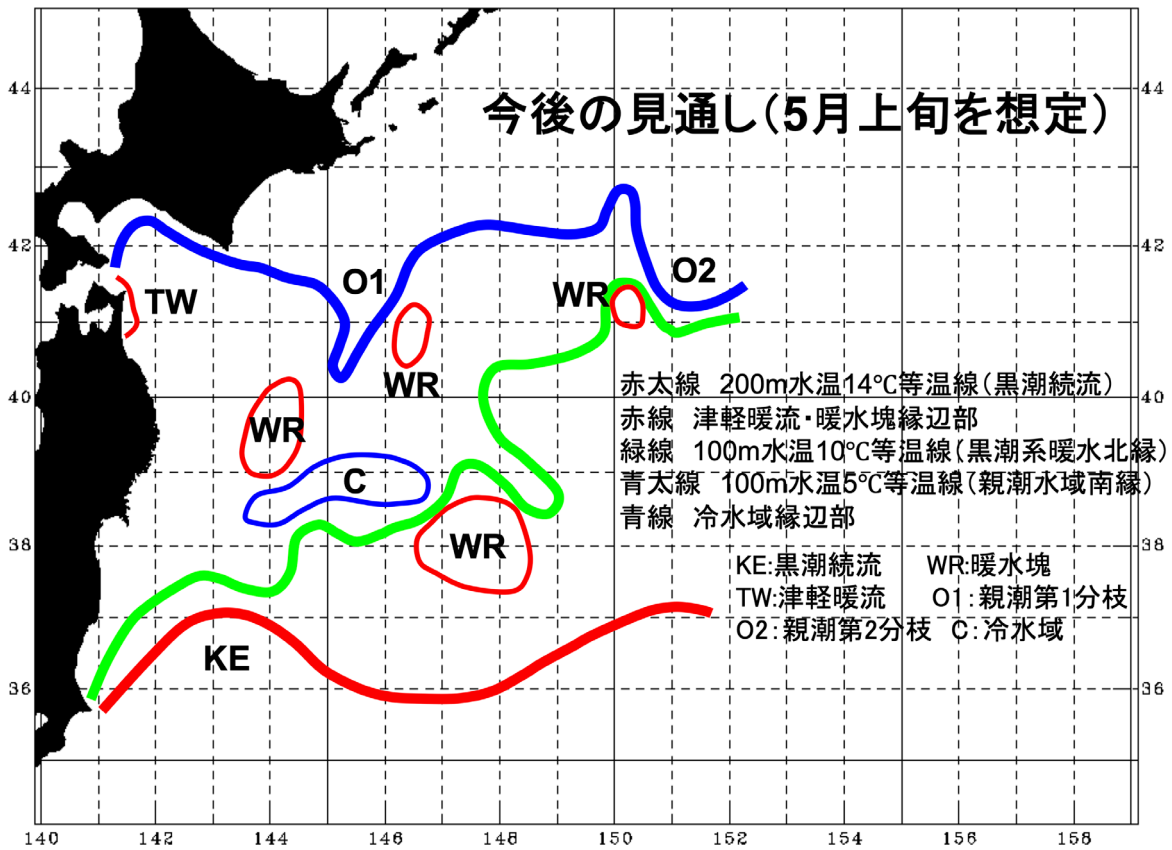 44
44
今後の見通し(5月上旬を想定)
42
42
O1
O2
TW
WR
WR
40
40
赤太線 200m水温14℃等温線(黒潮続流)
赤線 津軽暖流・暖水塊縁辺部
緑線 100m水温10℃等温線(黒潮系暖水北縁)
青太線 100m水温5℃等温線(親潮水域南縁)
青線 冷水域縁辺部
WR
C
38
38
WR
KE:黒潮続流 WR:暖水塊
TW:津軽暖流 O1:親潮第1分枝
O2:親潮第2分枝 C:冷水域
KE
36
36
140 142 144 146 148 150 152 154 156 158